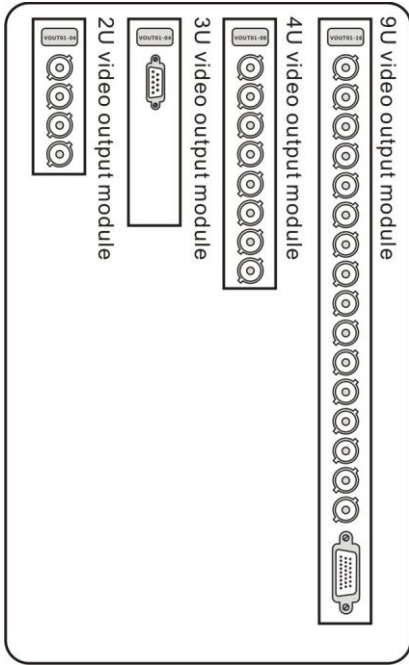 9U video output module
VOUT01-16
4U video output module
VOUT01-08
3U video output module
VOUT01-04
2U video output module
VOUT01-04